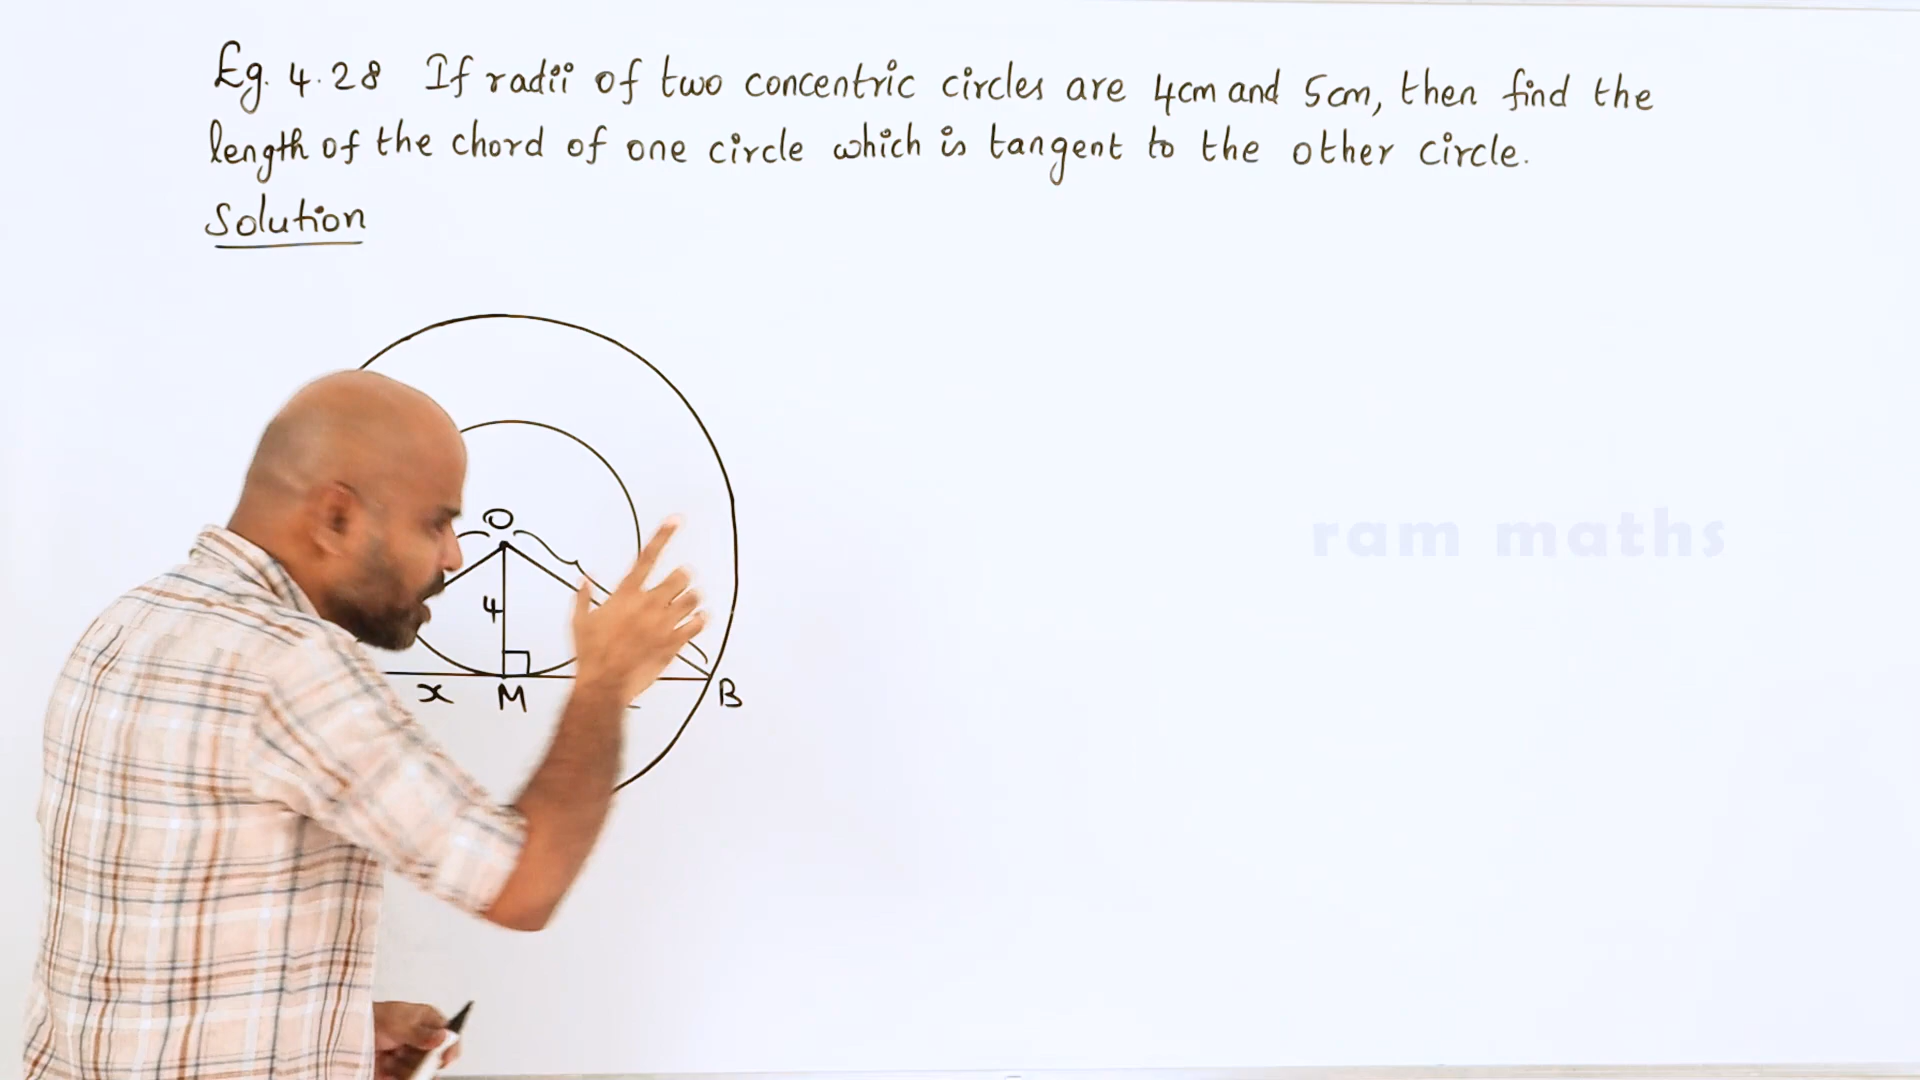 Eg. 4.28 If radii of two concentric circles are 4cm and 5cm, then find the
length of the chord of one circle which is tangent to the other circle.
Solution
O
4
x M B
ram maths